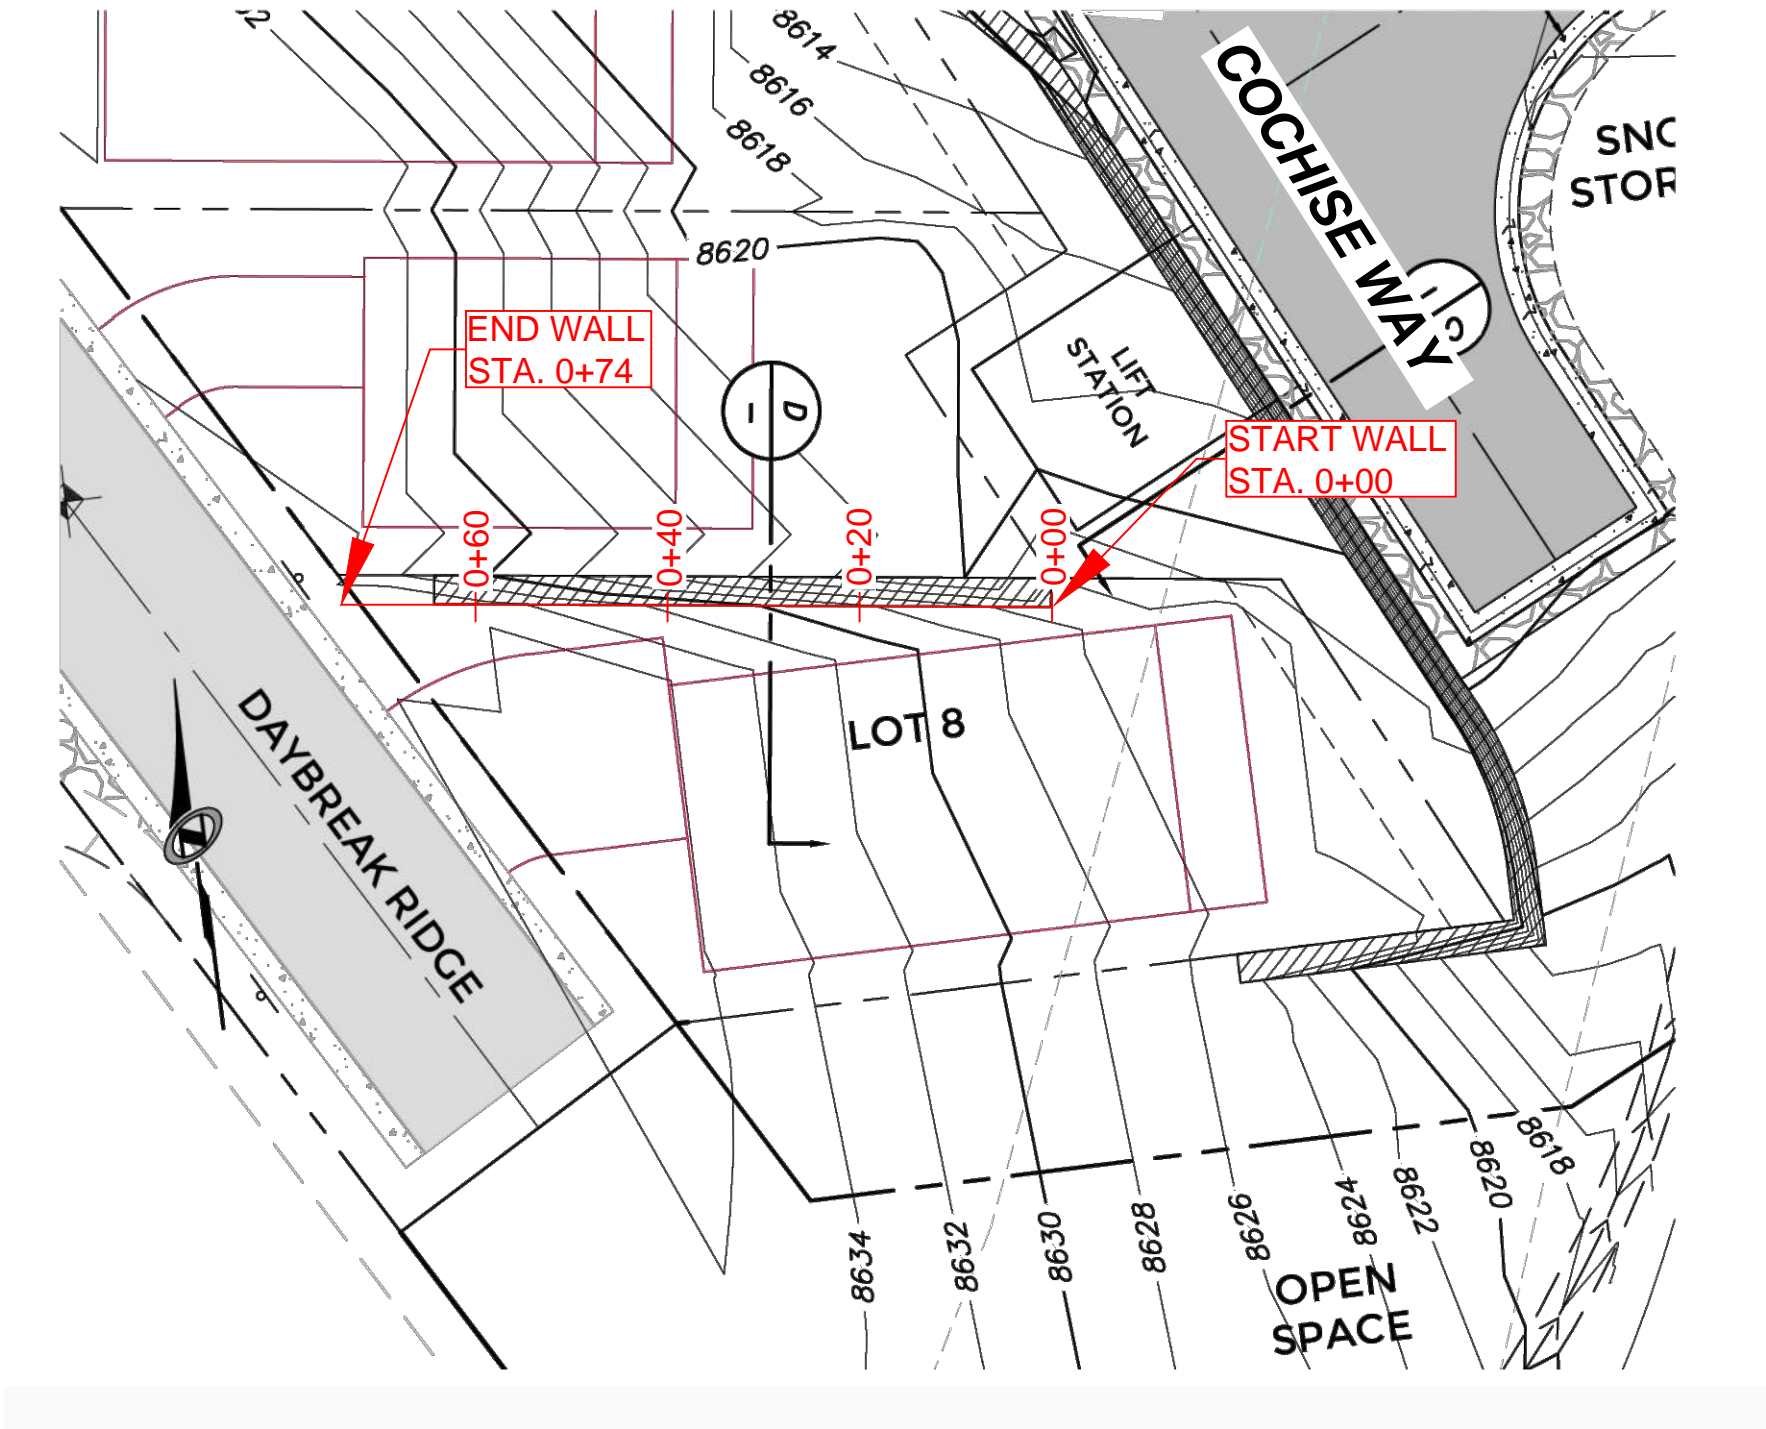 8614
8616
8618
COCHISE WAY
SNO
STOR
8620
C
END WALL
STA. 0+74
LIFT
STATION
D
1
START WALL
STA. 0+00
0+60
0+40
0+20
0+00
LOT 8
DAYBREAK RIDGE
8634
8632
8630
8628
8626
8624
8622
8620
8618
OPEN
SPACE